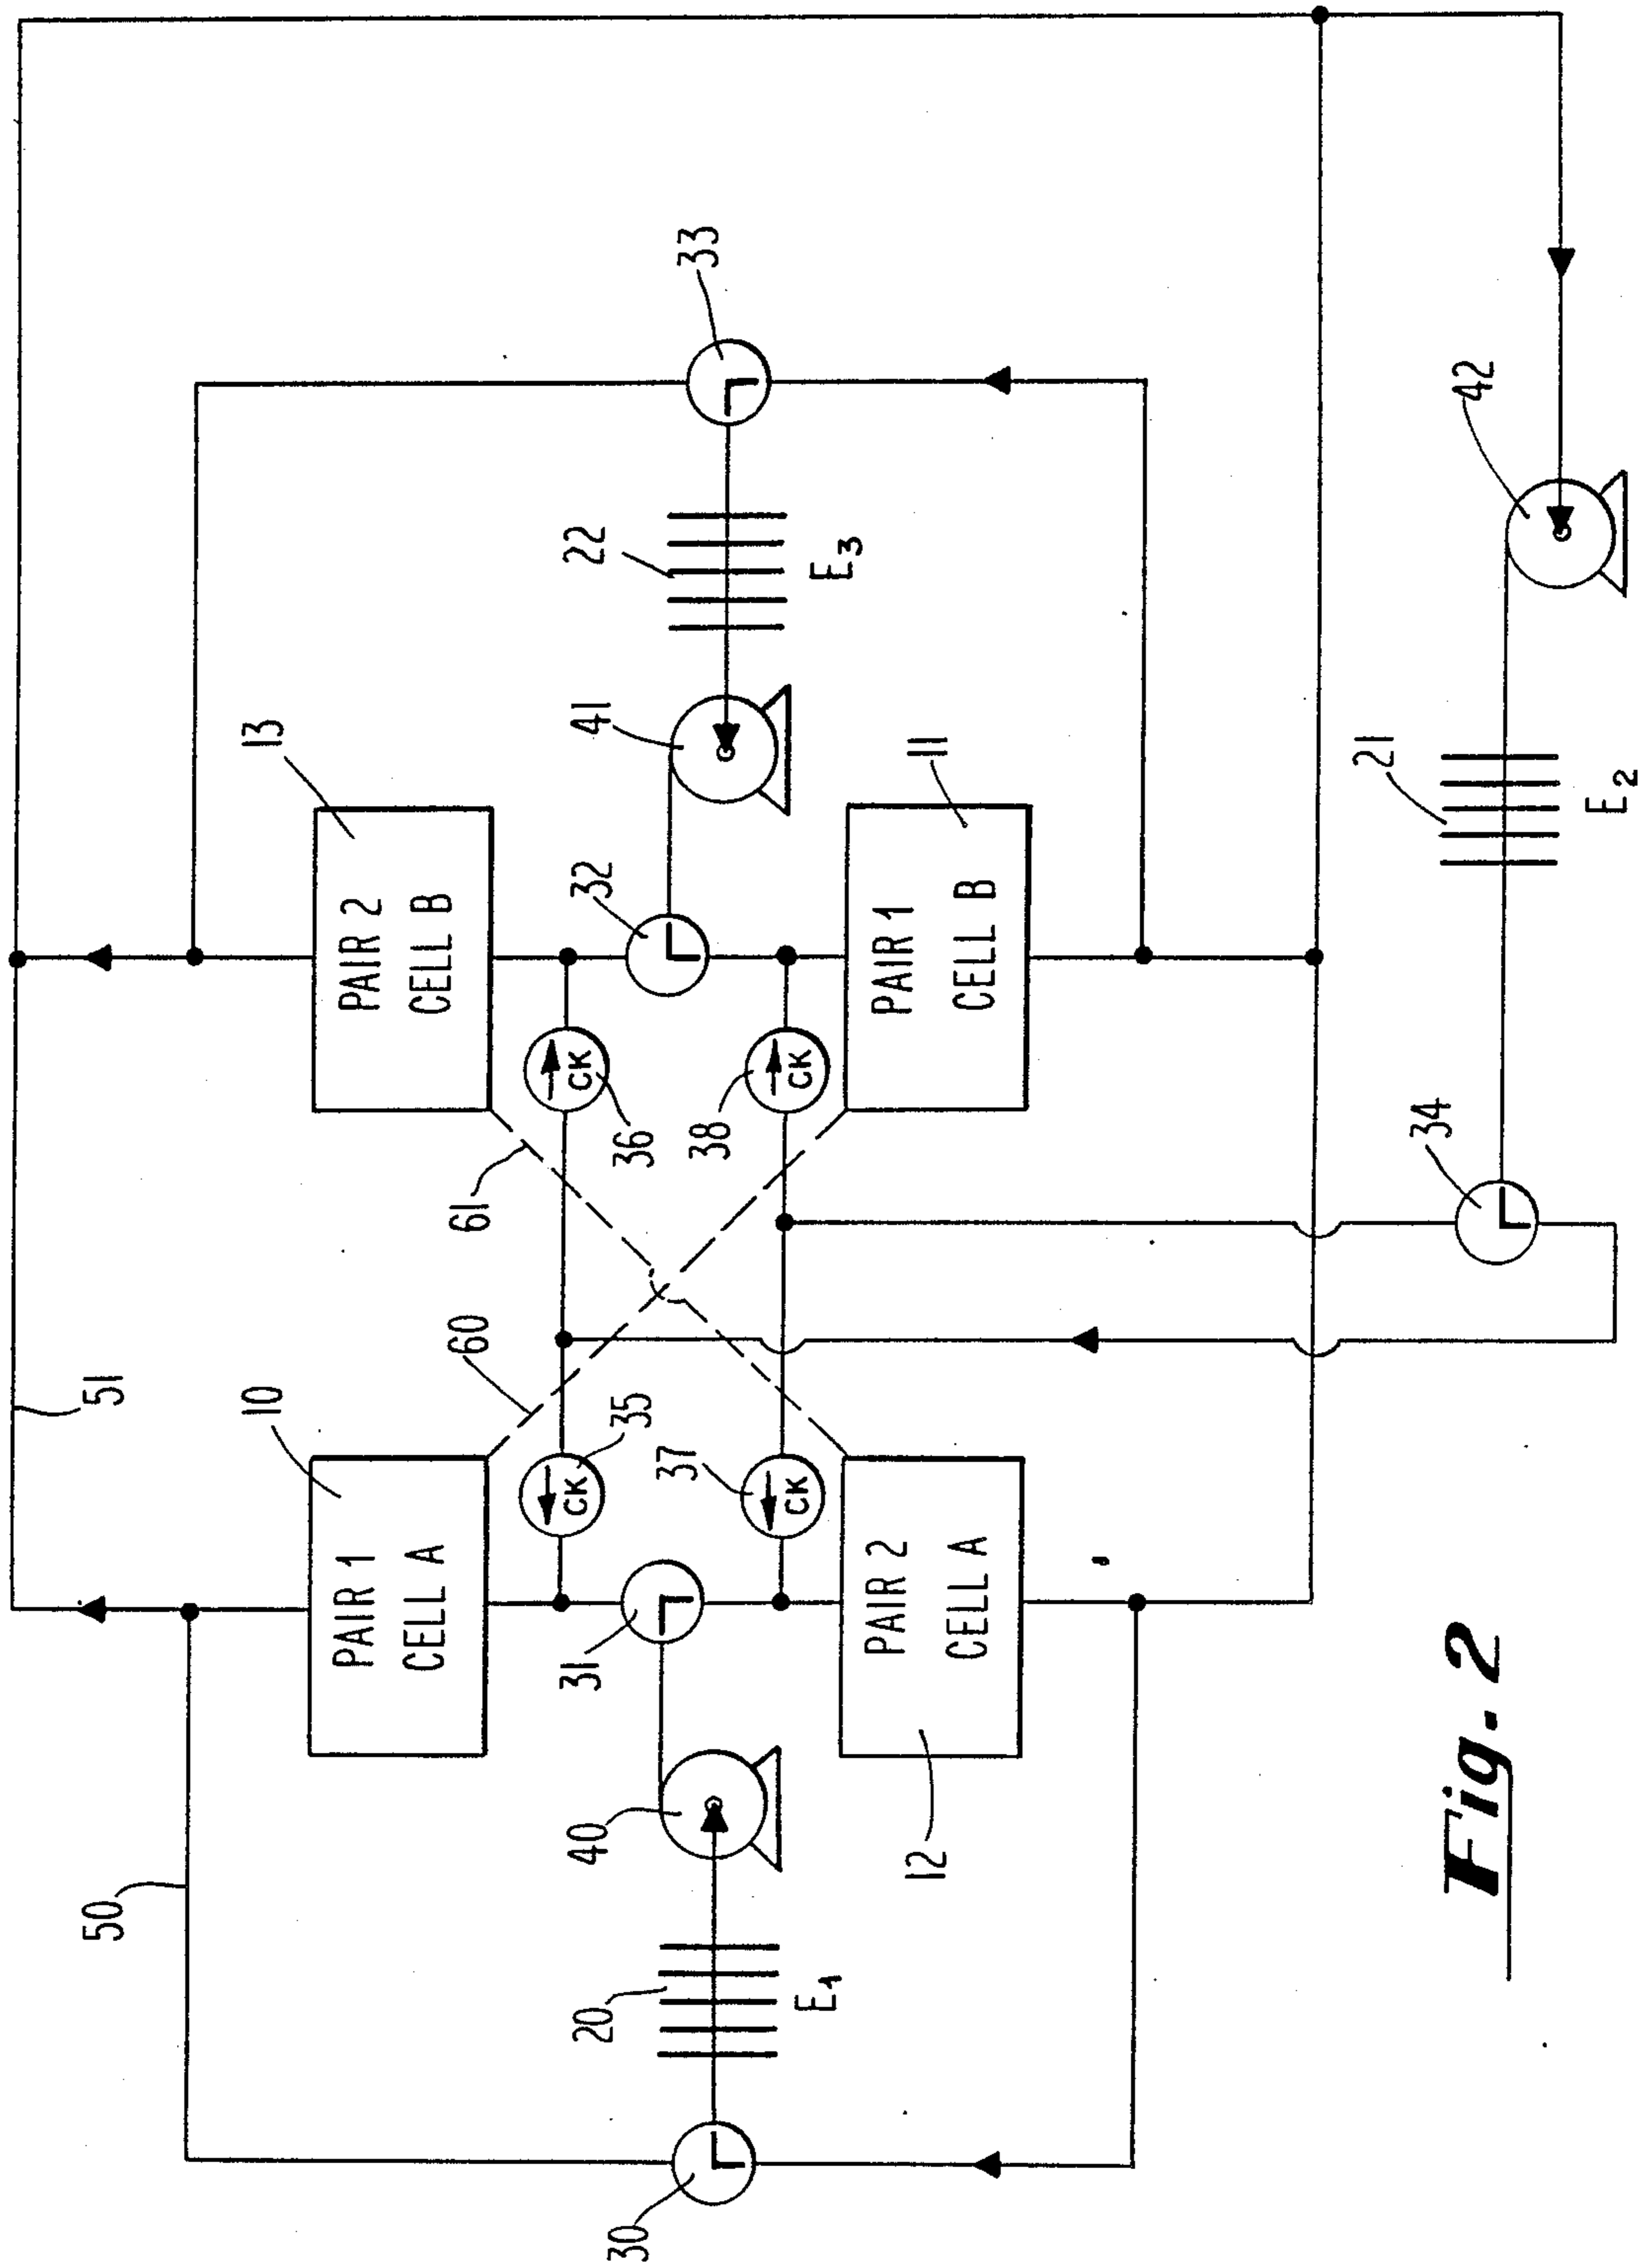 51
33
13
41
22
E3
42
32
11
PAIR 2
CELL B
PAIR 1
CELL B
CK
36
38
CK
61
34
21
E2
60
10
35
CK
37
CK
PAIR 1
CELL A
31
PAIR 2
CELL A
50
40
12
20
E1
30
Fig. 2